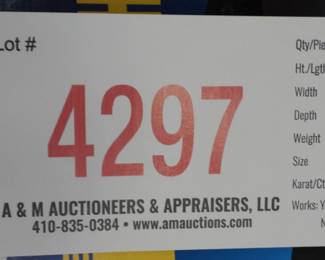 Lot #
4297
A & M AUCTIONEERS & APPRAISERS, LLC
410-835-0384 • www.amauctions.com
Qty/Pie
Ht./Lgth
Width
Depth
Weight
Size
Karat/Ct
Works: Y
N